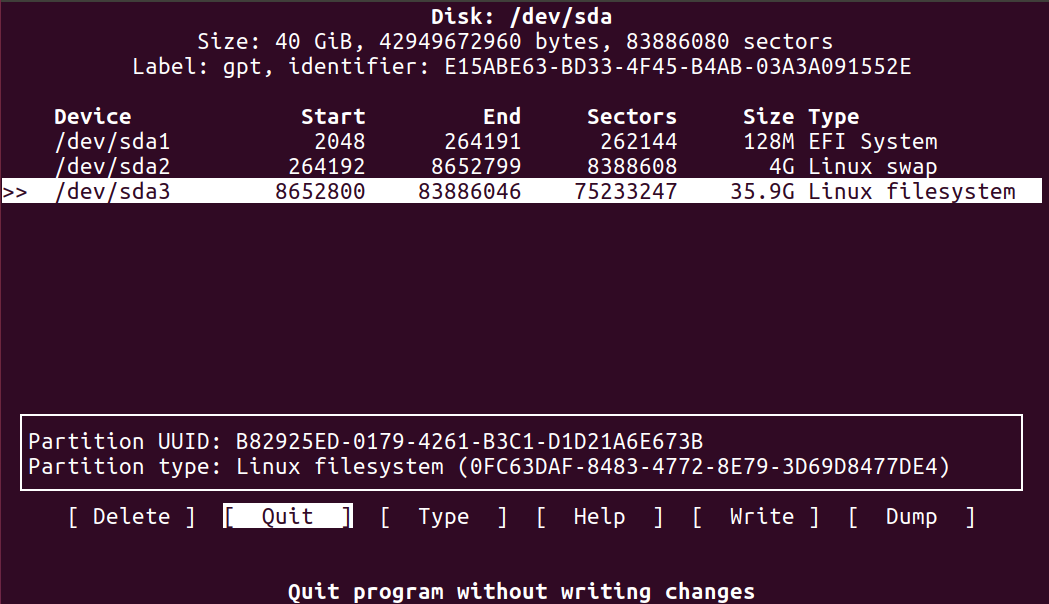 Disk: /dev/sda
Size: 40 GiB, 42949672960 bytes, 83886080 sectors
Label: gpt, identifier: E15ABE63-BD33-4F45-B4AB-03A3A091552E
Device Start End Sectors Size Type
/dev/sda1 2048 264191 262144 128M EFI System
/dev/sda2 264192 8652799 8388608 4G Linux swap
>> /dev/sda3 8652800 83886046 75233247 35.9G Linux filesystem
Partition UUID: B82925ED-0179-4261-B3C1-D1D21A6E673B
Partition type: Linux filesystem (0FC63DAF-8483-4772-8E79-3D69D8477DE4)
[ Delete ] [ Quit ] [ Type ] [ Help ] [ Write ] [ Dump ]
Quit program without writing changes